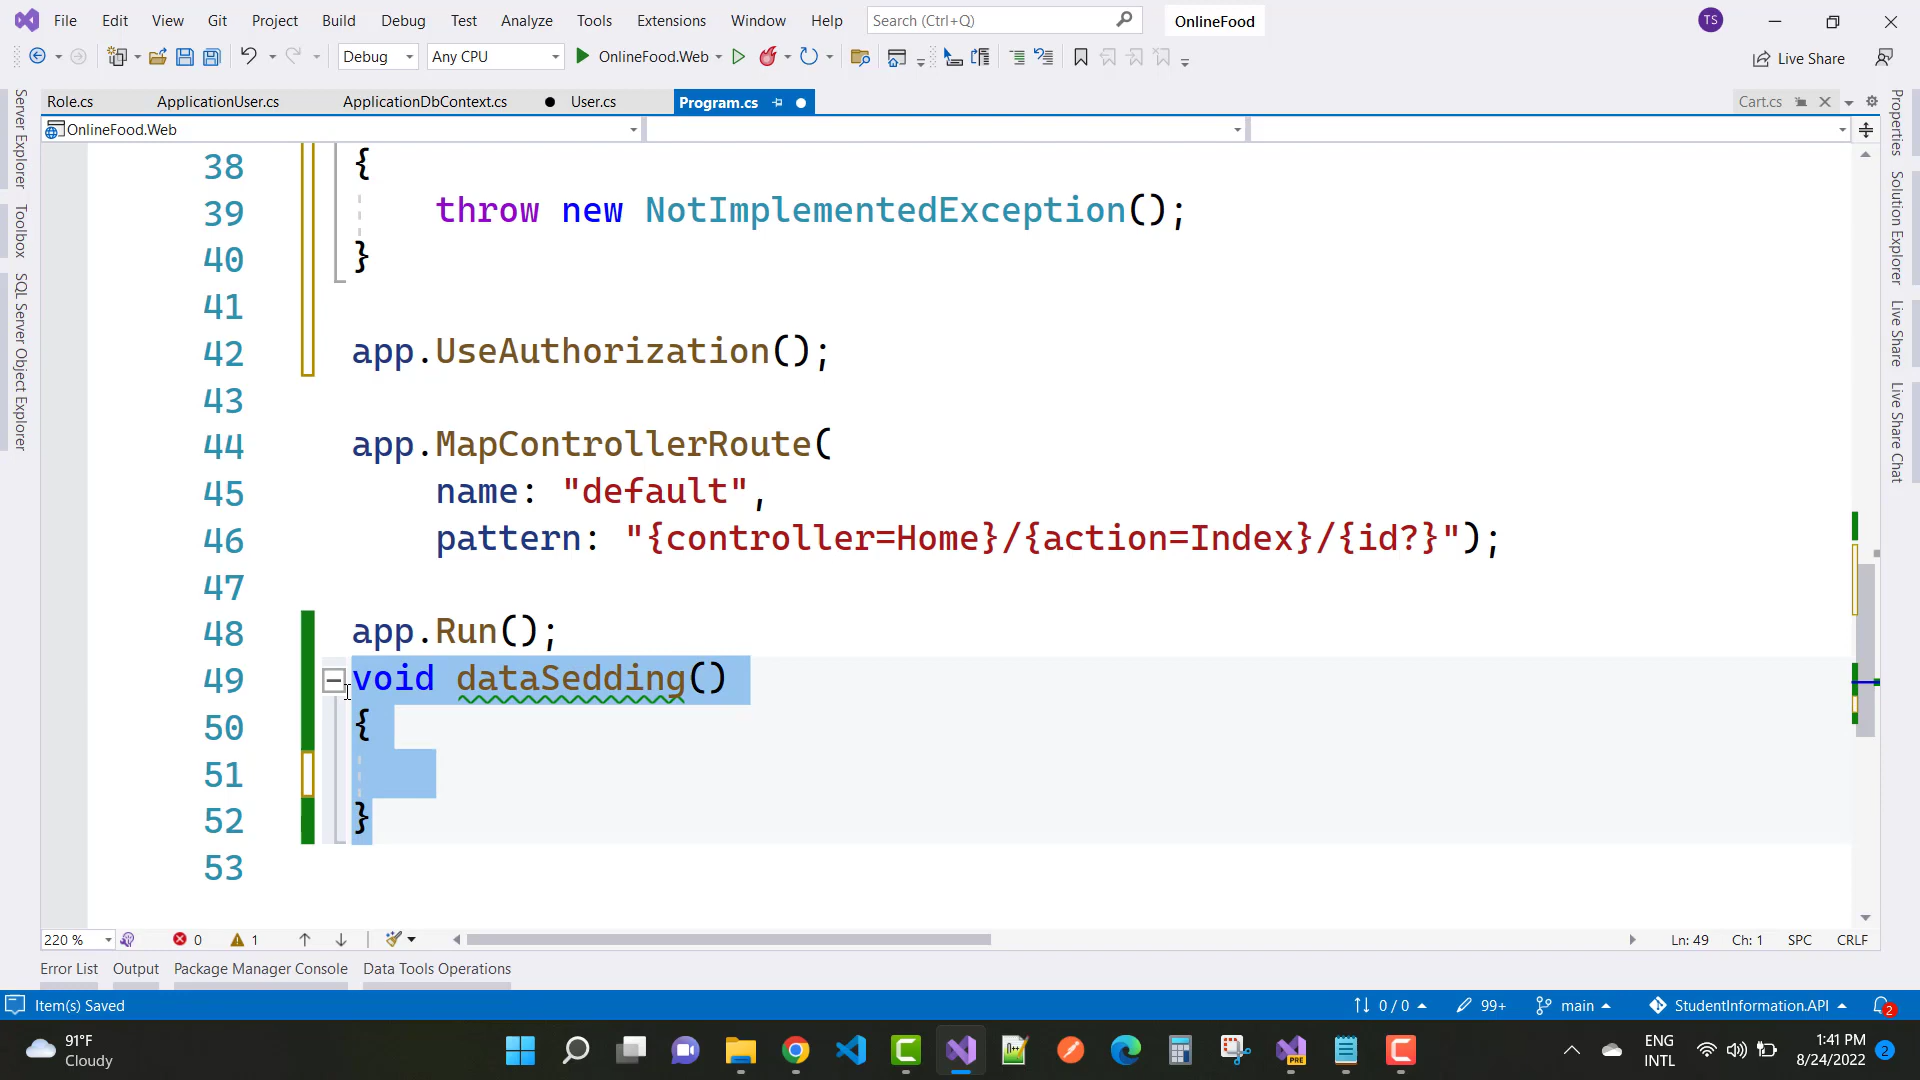 File Edit View Git Project Build Debug Test Analyze Tools Extensions Window Help Search (Ctrl+Q) OnlineFood TS
Debug Any CPU OnlineFood.Web Live Share
Role.cs ApplicationUser.cs ApplicationDbContext.cs User.cs Program.cs Cart.cs
OnlineFood.Web
Server Explorer
Toolbox
SQL Server Object Explorer
38 {
39 throw new NotImplementedException();
40 }
41
42 app.UseAuthorization();
43
44 app.MapControllerRoute(
45 name: "default",
46 pattern: "{controller=Home}/{action=Index}/{id?}");
47
48 app.Run();
49 void dataSedding()
50 {
51
52 }
53
Properties
Solution Explorer
Live Share
Live Share Chat
220 % 0 1 Ln: 49 Ch: 1 SPC CRLF
Error List Output Package Manager Console Data Tools Operations
Item(s) Saved 0 / 0 99+ main StudentInformation.API 2
91°F
Cloudy
PRE
ENG
INTL
1:41 PM
8/24/2022
2